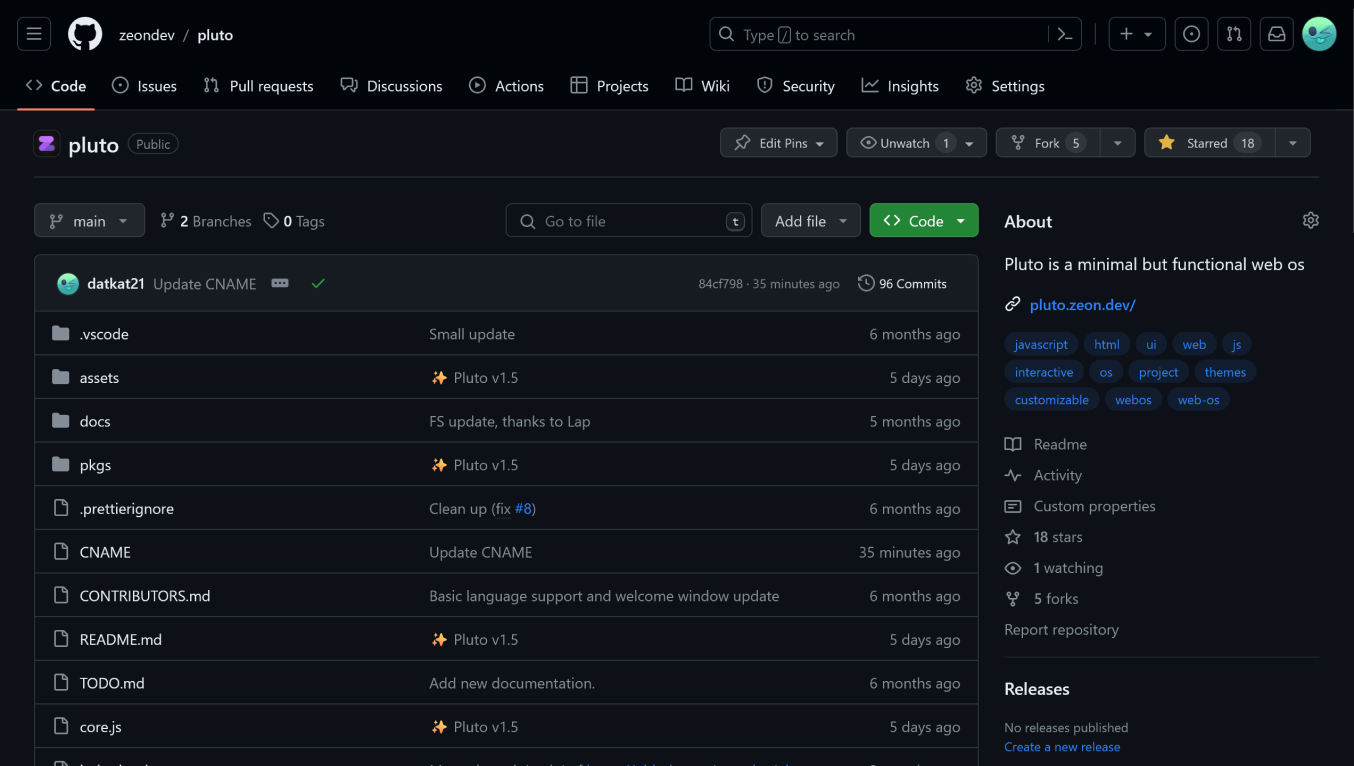 zeondev / pluto
Type / to search
Code Issues Pull requests Discussions Actions Projects Wiki Security Insights Settings
pluto Public
Edit Pins Unwatch 1 Fork 5 Starred 18
main 2 Branches 0 Tags
Go to file t Add file Code
datkat21 Update CNAME 84cf798 · 35 minutes ago 96 Commits
.vscode Small update 6 months ago
assets ✨ Pluto v1.5 5 days ago
docs FS update, thanks to Lap 5 months ago
pkgs ✨ Pluto v1.5 5 days ago
.prettierignore Clean up (fix #8) 6 months ago
CNAME Update CNAME 35 minutes ago
CONTRIBUTORS.md Basic language support and welcome window update 6 months ago
README.md ✨ Pluto v1.5 5 days ago
TODO.md Add new documentation. 6 months ago
core.js ✨ Pluto v1.5 5 days ago
About
Pluto is a minimal but functional web os
pluto.zeon.dev/
javascript html ui web js
interactive os project themes
customizable webos web-os
Readme
Activity
Custom properties
18 stars
1 watching
5 forks
Report repository
Releases
No releases published
Create a new release